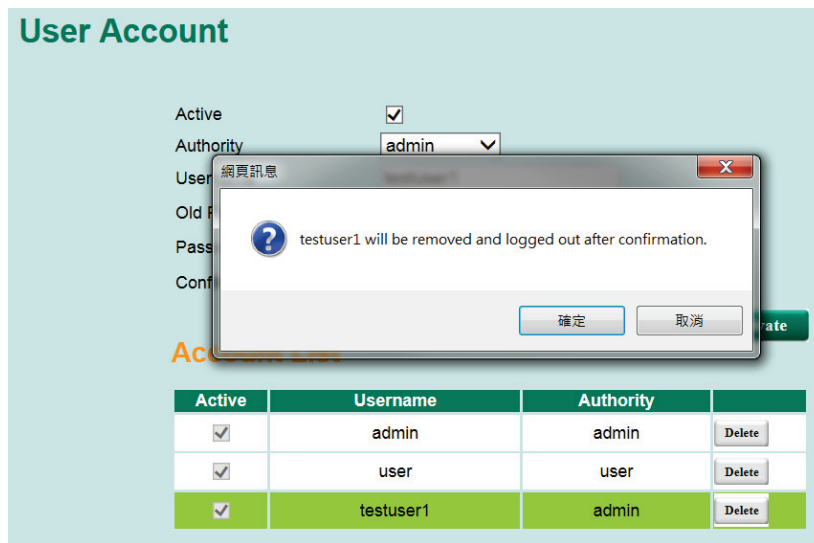 User Account
Active
Authority admin
User
網頁訊息
Old
Pass
testuser1 will be removed and logged out after confirmation.
Conf
確定 取消
Active Username Authority
admin admin Delete
user user Delete
testuser1 admin Delete